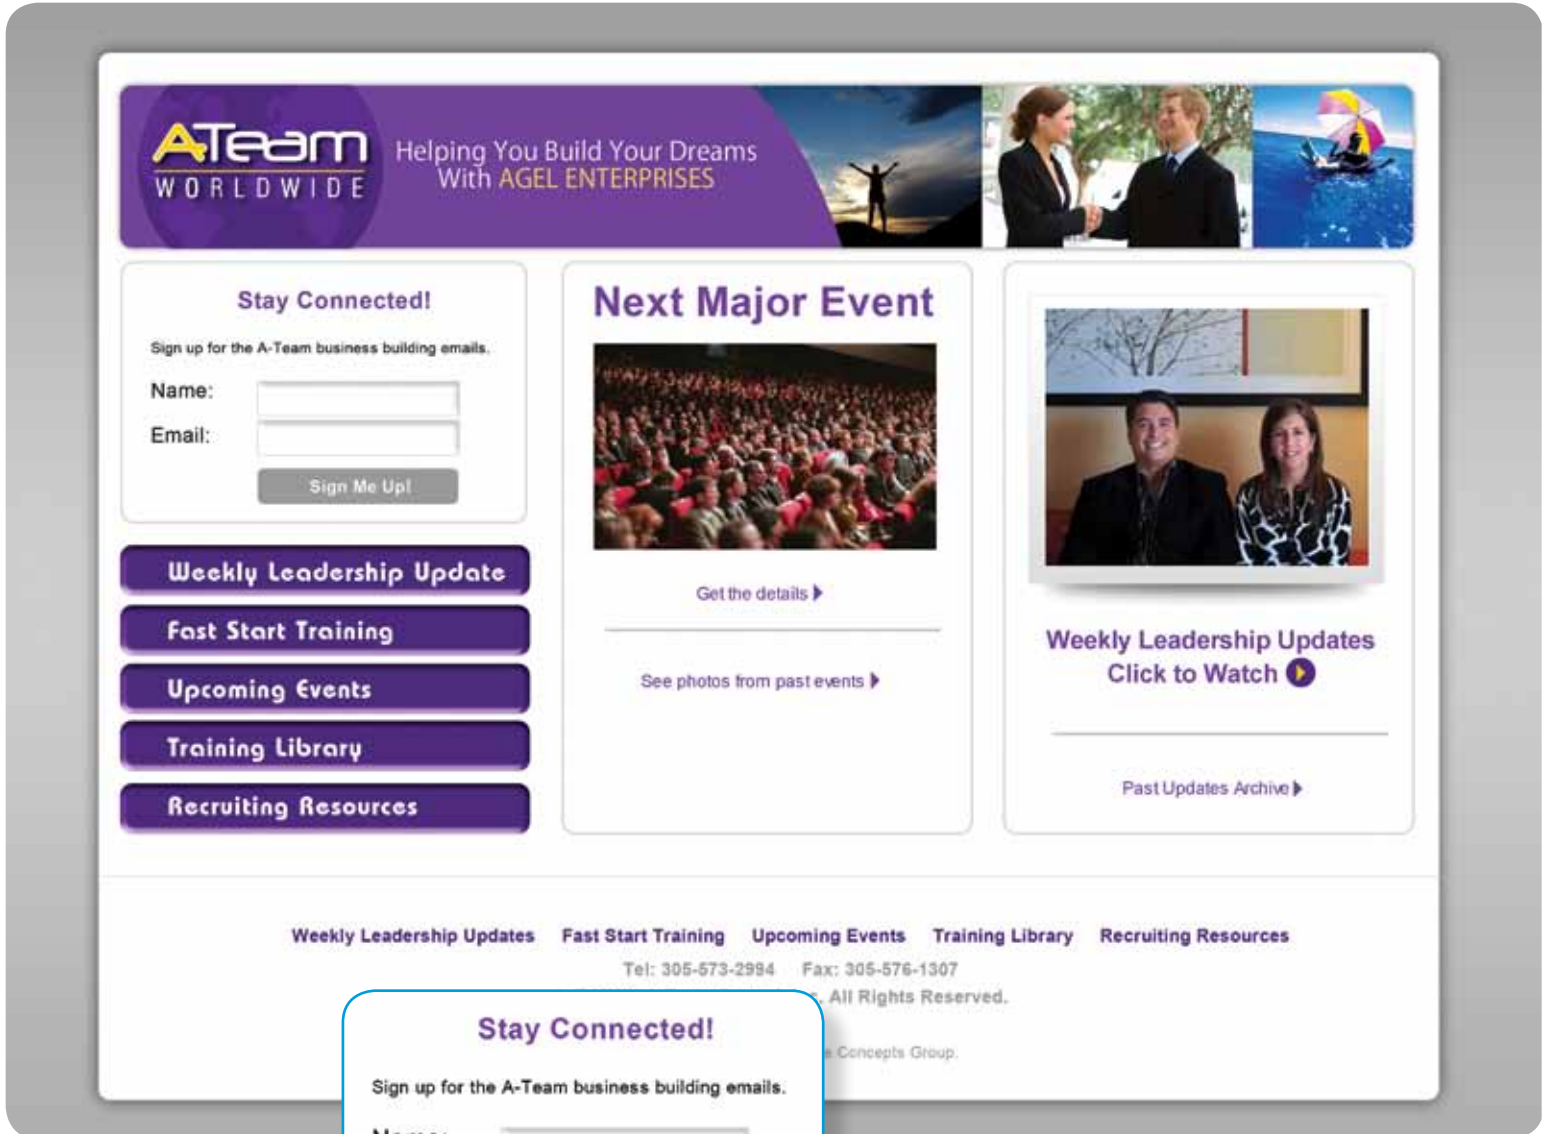 A-Team
WORLDWIDE
Helping You Build Your Dreams
With AGEL ENTERPRISES
Stay Connected!
Sign up for the A-Team business building emails.
Name:
Email:
Sign Me Up!
Weekly Leadership Update
Fast Start Training
Upcoming Events
Training Library
Recruiting Resources
Next Major Event
Get the details
See photos from past events
Weekly Leadership Updates
Click to Watch
Past Updates Archive
Weekly Leadership Updates Fast Start Training Upcoming Events Training Library Recruiting Resources
Tel: 305-573-2994 Fax: 305-576-1307
All Rights Reserved.
Concepts Group.
Stay Connected!
Sign up for the A-Team business building emails.